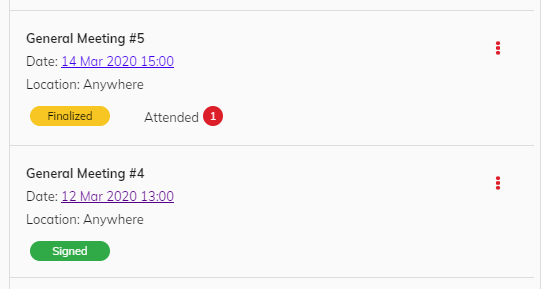 General Meeting #5
Date: 14 Mar 2020 15:00
Location: Anywhere
Finalized Attended 1
General Meeting #4
Date: 12 Mar 2020 13:00
Location: Anywhere
Signed